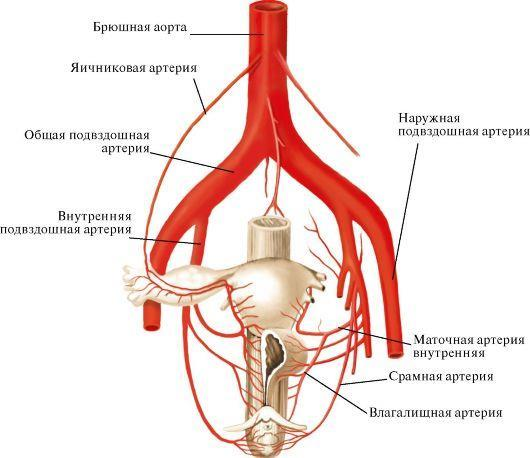 Брюшная аорта
Яичниковая артерия
Общая подвздошная
артерия
Наружная
подвздошная артерия
Внутренняя
подвздошная артерия
Маточная артерия
внутренняя
Срамная артерия
Влагалищная артерия